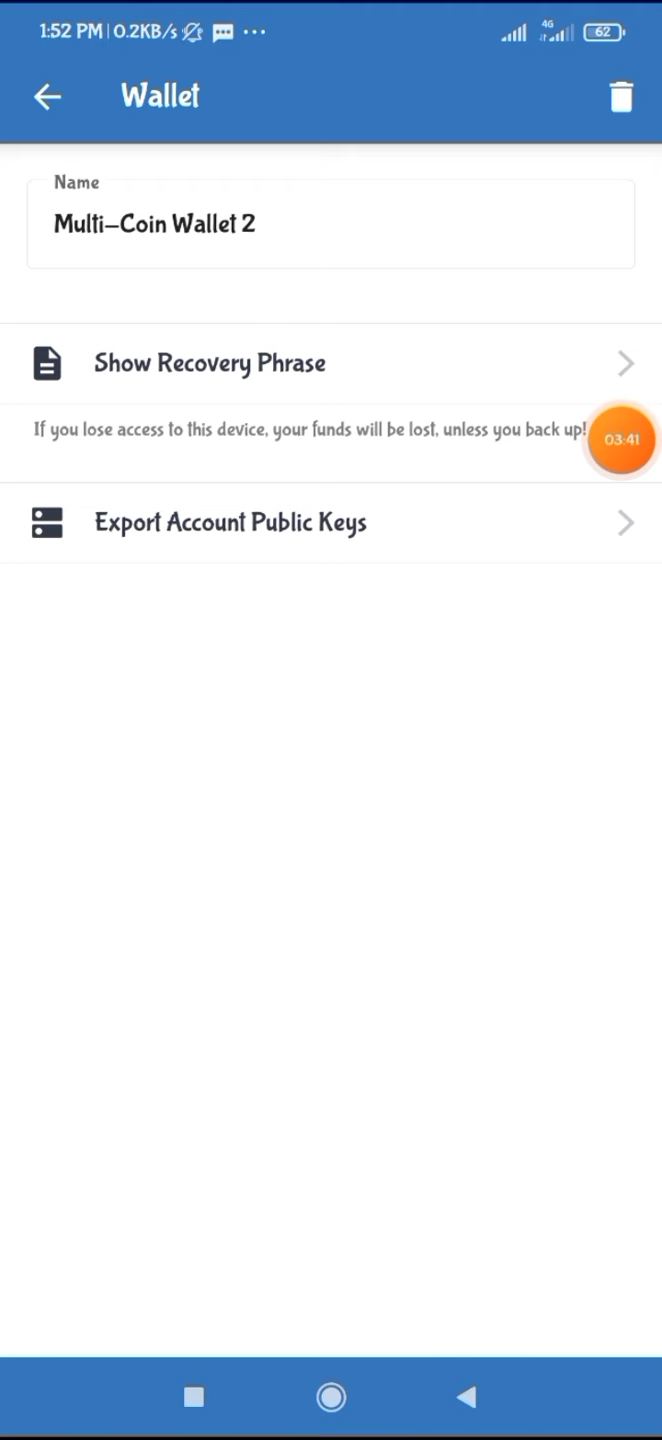 1:52 PM | 0.2KB/s ... 4G 62
Wallet
Name
Multi-Coin Wallet 2
Show Recovery Phrase
If you lose access to this device, your funds will be lost, unless you back up!
03:41
Export Account Public Keys